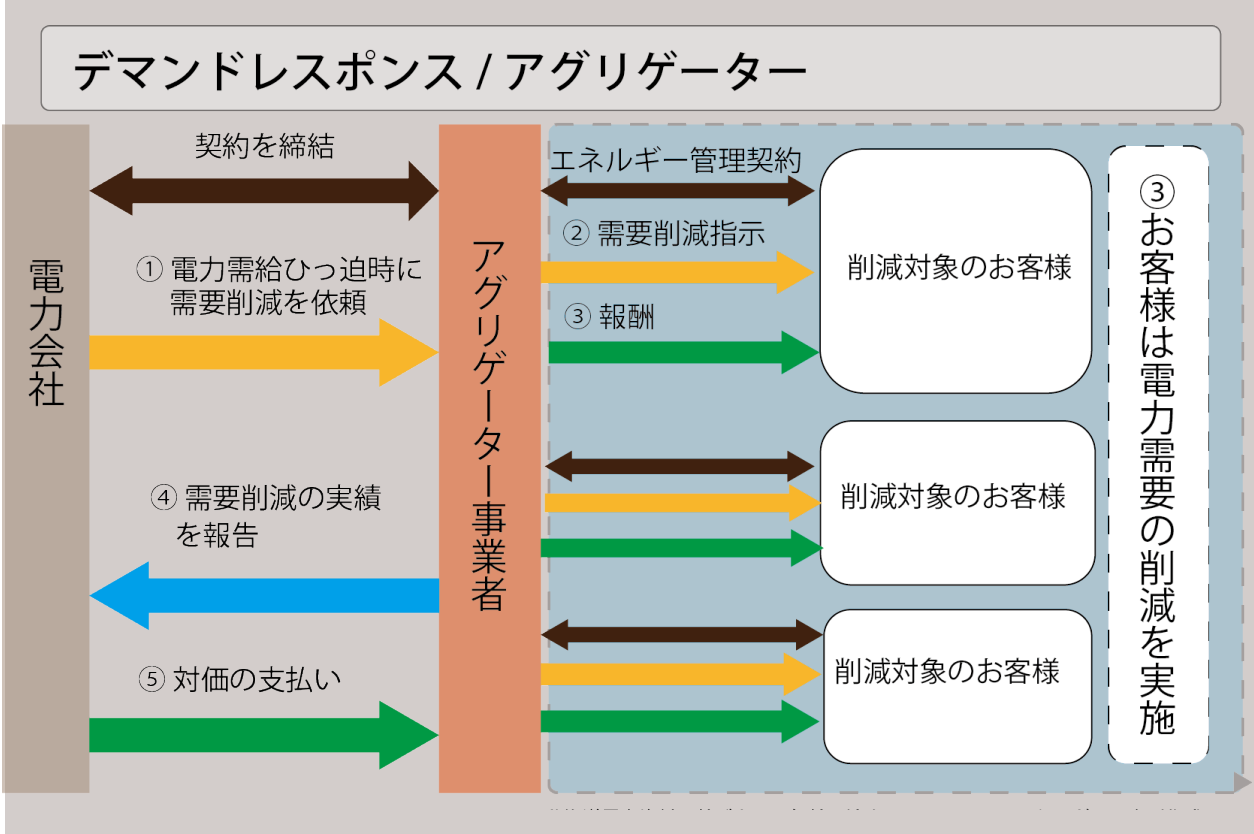 デマンドレスポンス / アグリゲーター
電力会社
契約を締結
① 電力需給ひっ迫時に
需要削減を依頼
④ 需要削減の実績
を報告
⑤ 対価の支払い
アグリゲーター事業者
エネルギー管理契約
② 需要削減指示
③ 報酬
削減対象のお客様
削減対象のお客様
削減対象のお客様
③お客様は電力需要の削減を実施